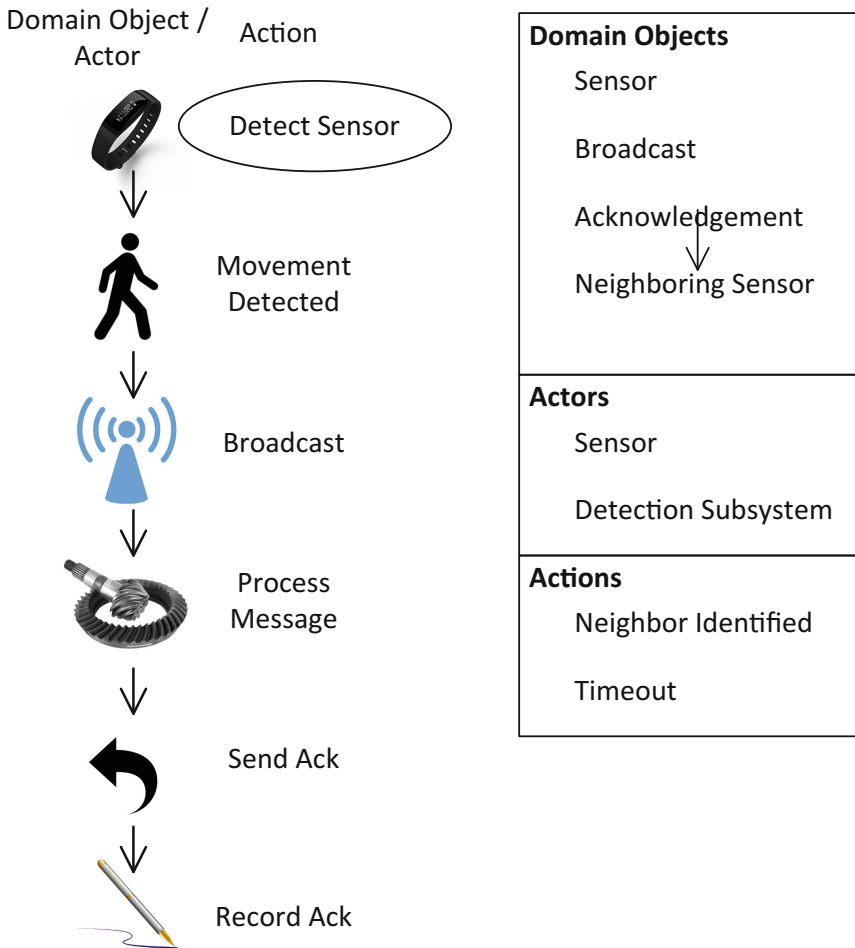 Domain Object /
Actor
Action
Detect Sensor
Movement
Detected
Broadcast
Process
Message
Send Ack
Record Ack
Domain Objects
Sensor
Broadcast
Acknowledgement
Neighboring Sensor
Actors
Sensor
Detection Subsystem
Actions
Neighbor Identified
Timeout